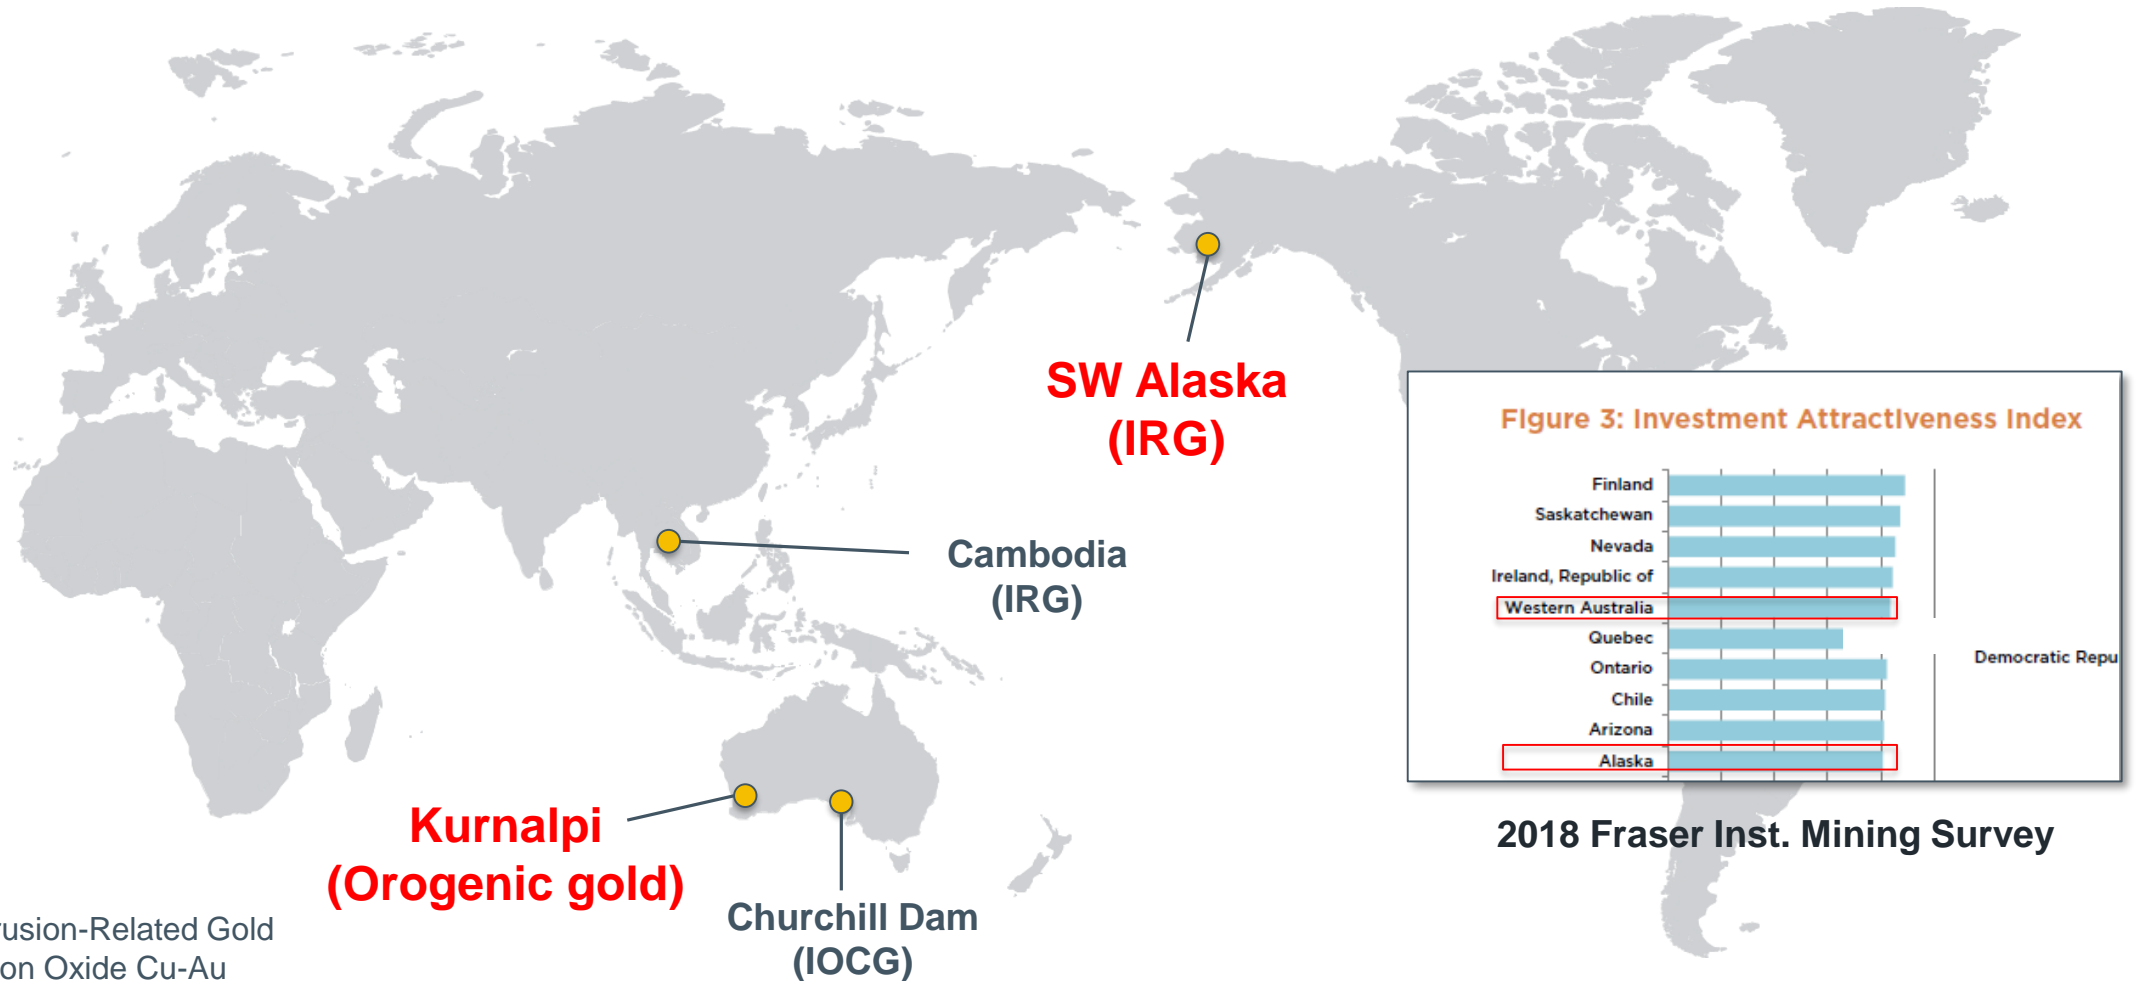 SW Alaska
(IRG)
Cambodia
(IRG)
Kurnalpi
(Orogenic gold)
Churchill Dam
(IOCG)
Figure 3: Investment Attractiveness Index
Finland
Saskatchewan
Nevada
Ireland, Republic of
Western Australia
Quebec
Ontario
Chile
Arizona
Alaska
Democratic Repu
2018 Fraser Inst. Mining Survey
rusion-Related Gold
on Oxide Cu-Au